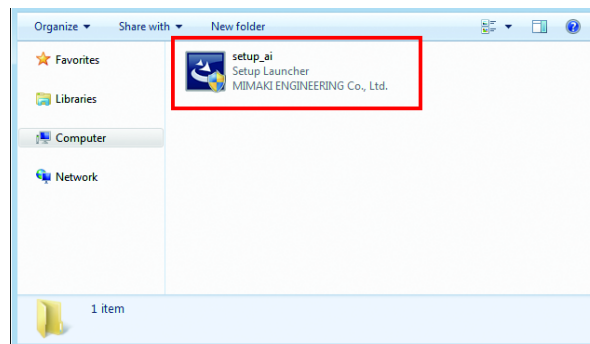 Organize Share with New folder
Favorites
setup_ai
Setup Launcher
MIMAKI ENGINEERING Co., Ltd.
Libraries
Computer
Network
1 item